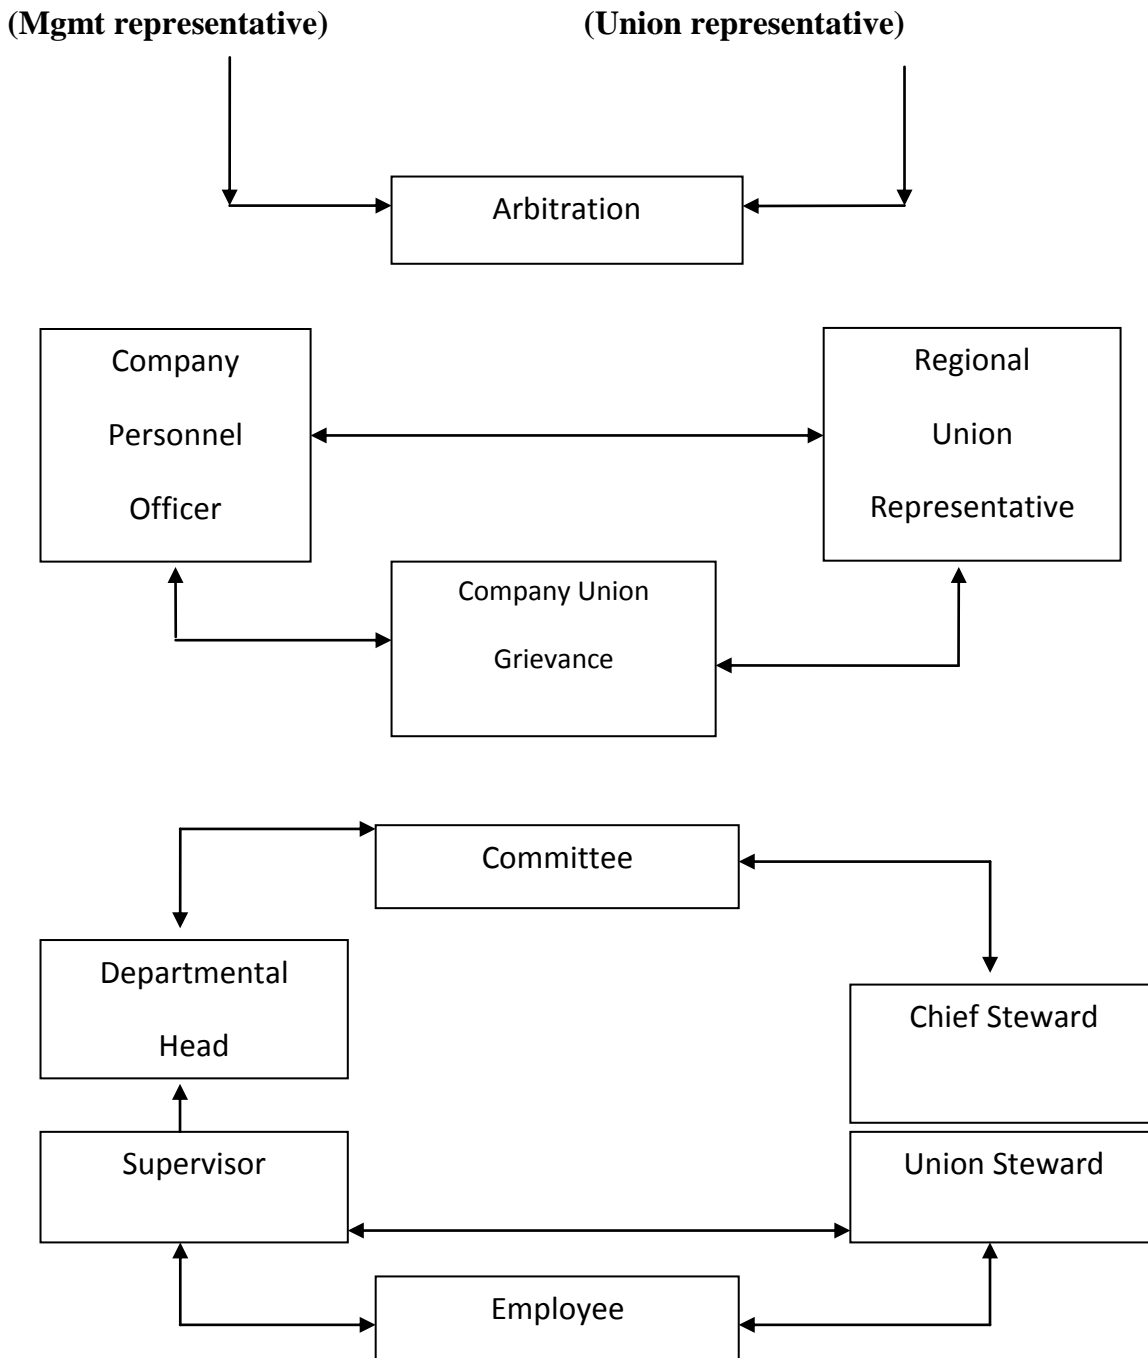 (Mgmt representative) (Union representative)
Arbitration
Company
Personnel
Officer
Regional
Union
Representative
Company Union
Grievance
Committee
Departmental
Head
Chief Steward
Supervisor
Union Steward
Employee